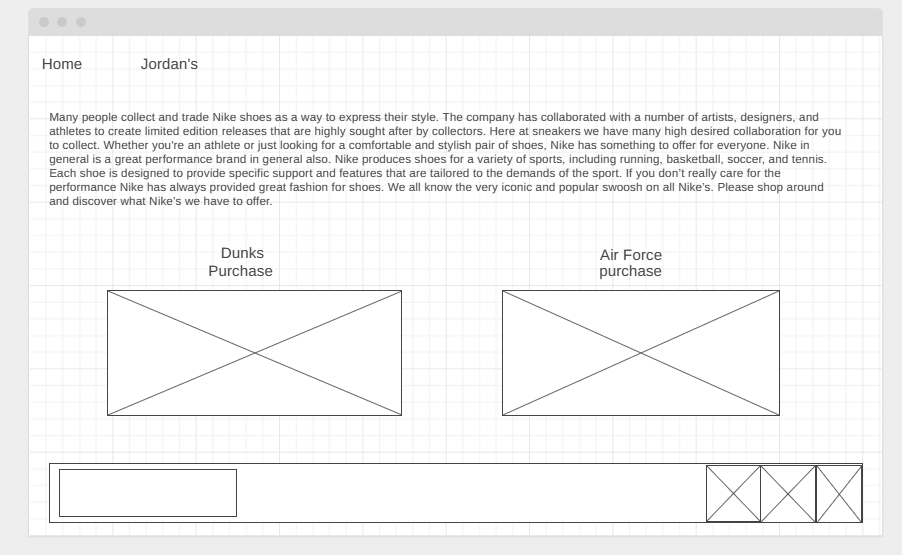 Home Jordan's
Many people collect and trade Nike shoes as a way to express their style. The company has collaborated with a number of artists, designers, and
athletes to create limited edition releases that are highly sought after by collectors. Here at sneakers we have many high desired collaboration for you
to collect. Whether you're an athlete or just looking for a comfortable and stylish pair of shoes, Nike has something to offer for everyone. Nike in
general is a great performance brand in general also. Nike produces shoes for a variety of sports, including running, basketball, soccer, and tennis.
Each shoe is designed to provide specific support and features that are tailored to the demands of the sport. If you don't really care for the
performance Nike has always provided great fashion for shoes. We all know the very iconic and popular swoosh on all Nike's. Please shop around
and discover what Nike's we have to offer.
Dunks
Purchase
Air Force
purchase